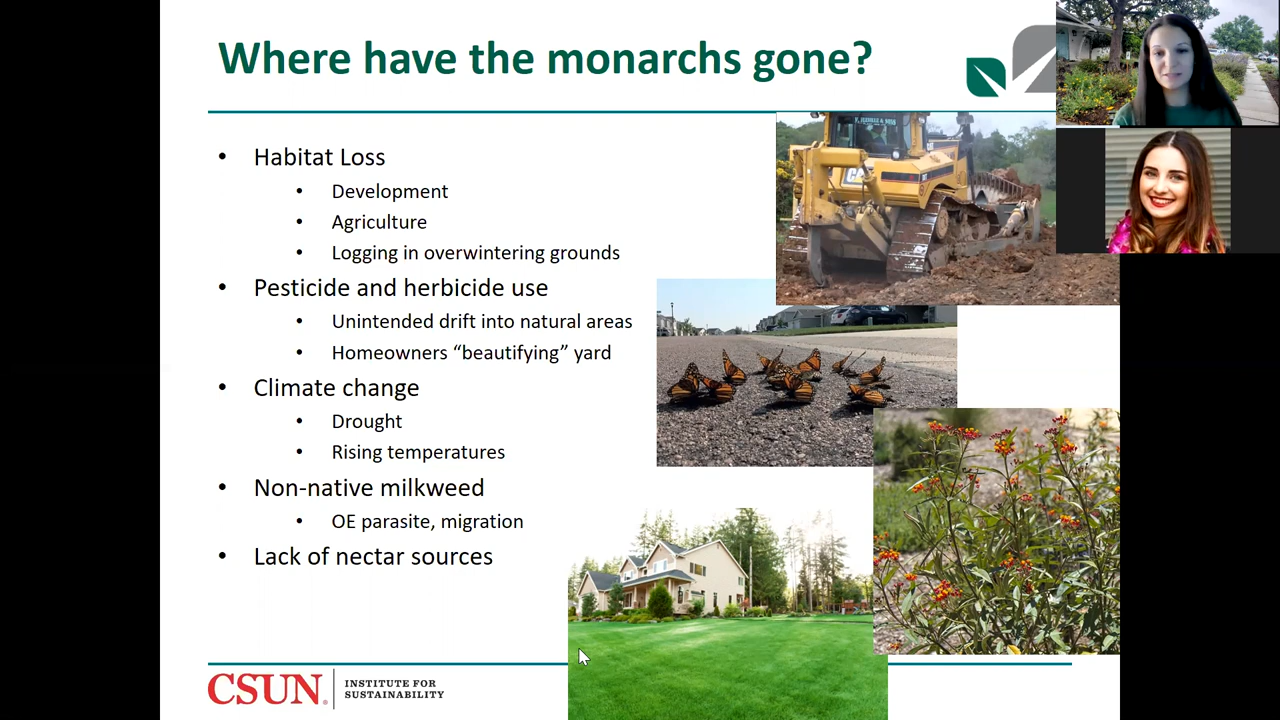 Where have the monarchs gone?
• Habitat Loss
• Development
• Agriculture
• Logging in overwintering grounds
• Pesticide and herbicide use
• Unintended drift into natural areas
• Homeowners “beautifying” yard
• Climate change
• Drought
• Rising temperatures
• Non-native milkweed
• OE parasite, migration
• Lack of nectar sources
CSUN®
INSTITUTE FOR
SUSTAINABILITY